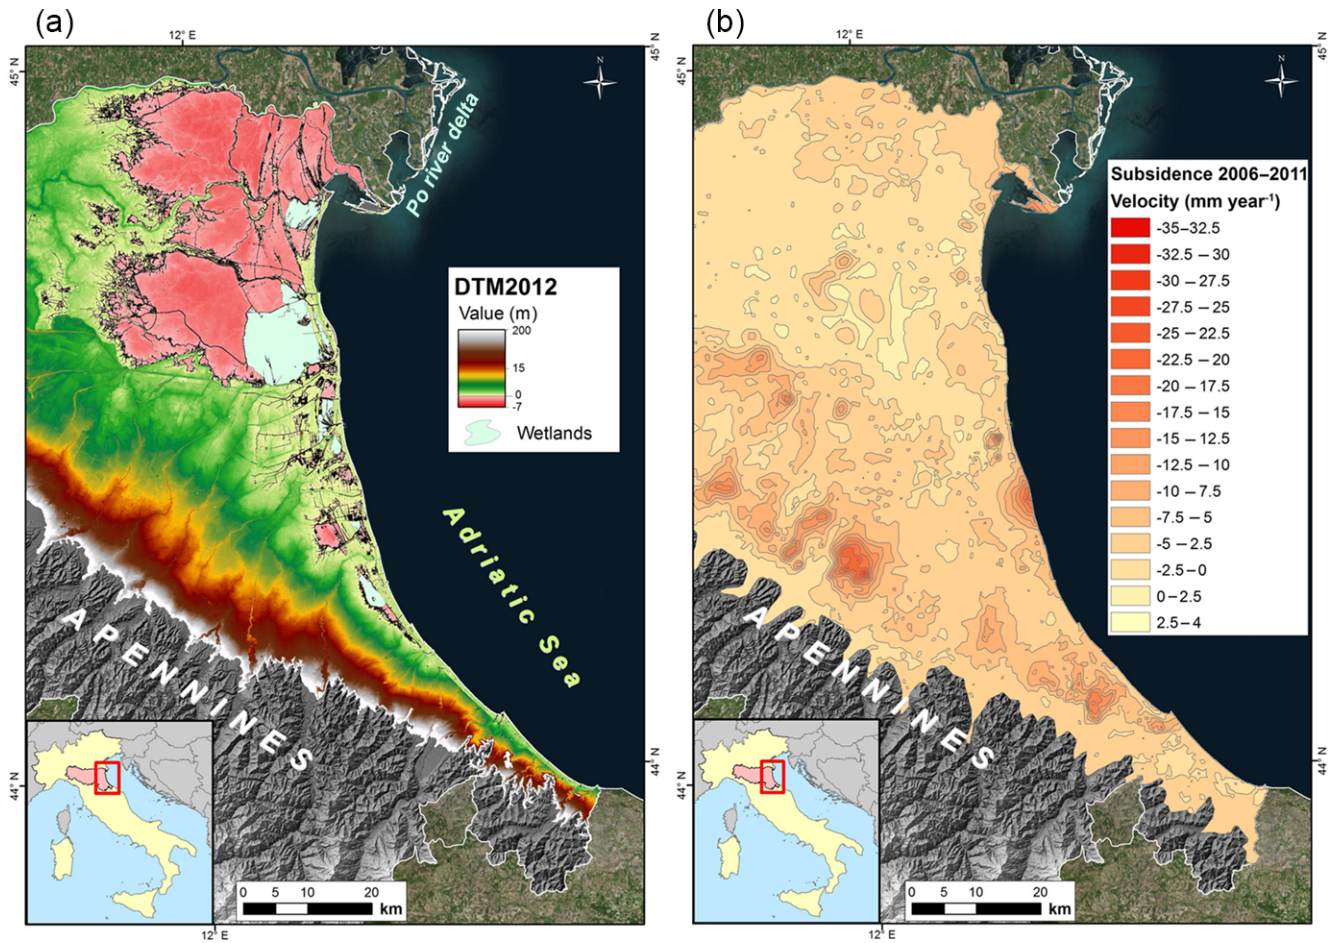 (a)
12° E
45° N
N
Po river delta
DTM2012
Value (m)
200
15
0
-7
Wetlands
Adriatic Sea
APENNINES
44° N
0 5 10 20
km
12° E
(b)
12° E
45° N
45° N
N
Subsidence 2006–2011
Velocity (mm year-1)
-35–32.5
-32.5 – 30
-30 – 27.5
-27.5 – 25
-25 – 22.5
-22.5 – 20
-20 – 17.5
-17.5 – 15
-15 – 12.5
-12.5 – 10
-10 – 7.5
-7.5 – 5
-5 – 2.5
-2.5 – 0
0 – 2.5
2.5 – 4
APENNINES
44° N
44° N
0 5 10 20
km
12° E